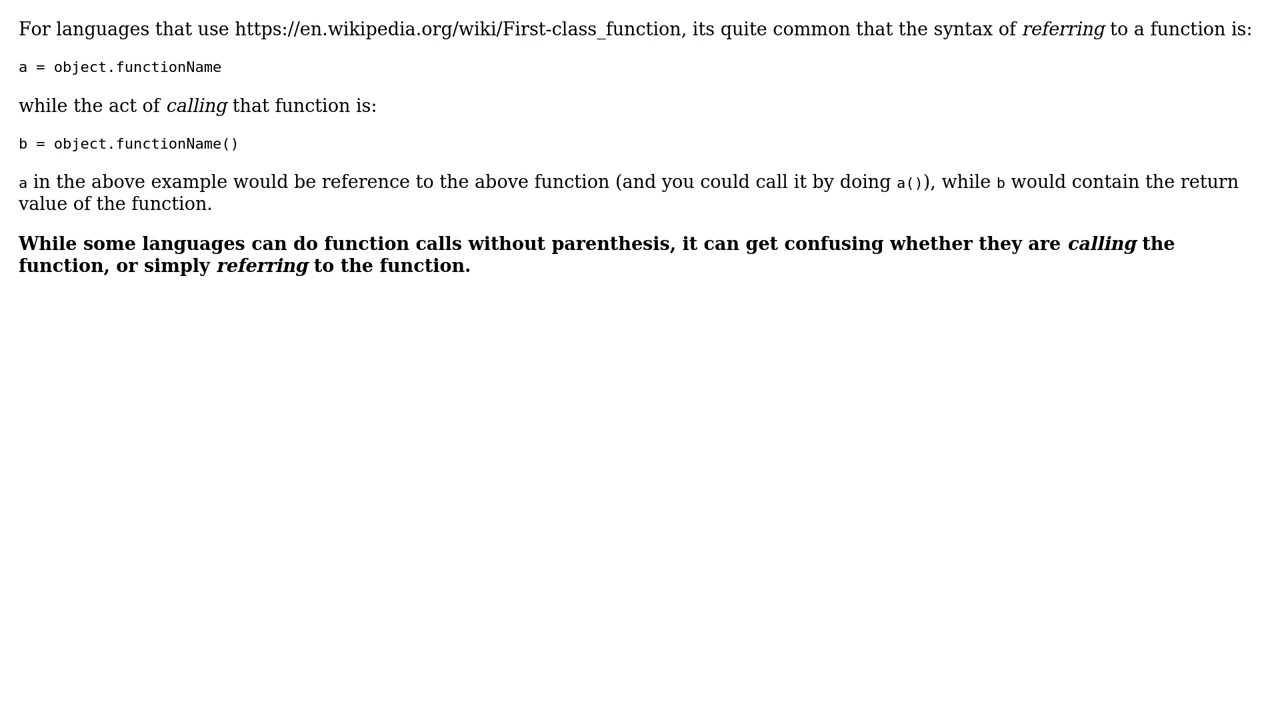 For languages that use https://en.wikipedia.org/wiki/First-class_function, its quite common that the syntax of referring to a function is:
a = object.functionName
while the act of calling that function is:
b = object.functionName()
a in the above example would be reference to the above function (and you could call it by doing a()), while b would contain the return
value of the function.
While some languages can do function calls without parenthesis, it can get confusing whether they are calling the
function, or simply referring to the function.